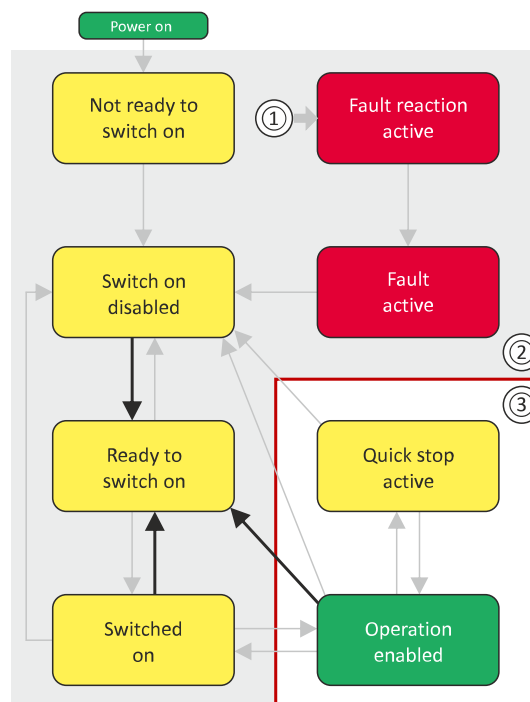 Power on
Not ready to
switch on
①
Fault reaction
active
Switch on
disabled
Fault
active
②
③
Ready to
switch on
Quick stop
active
Switched
on
Operation
enabled